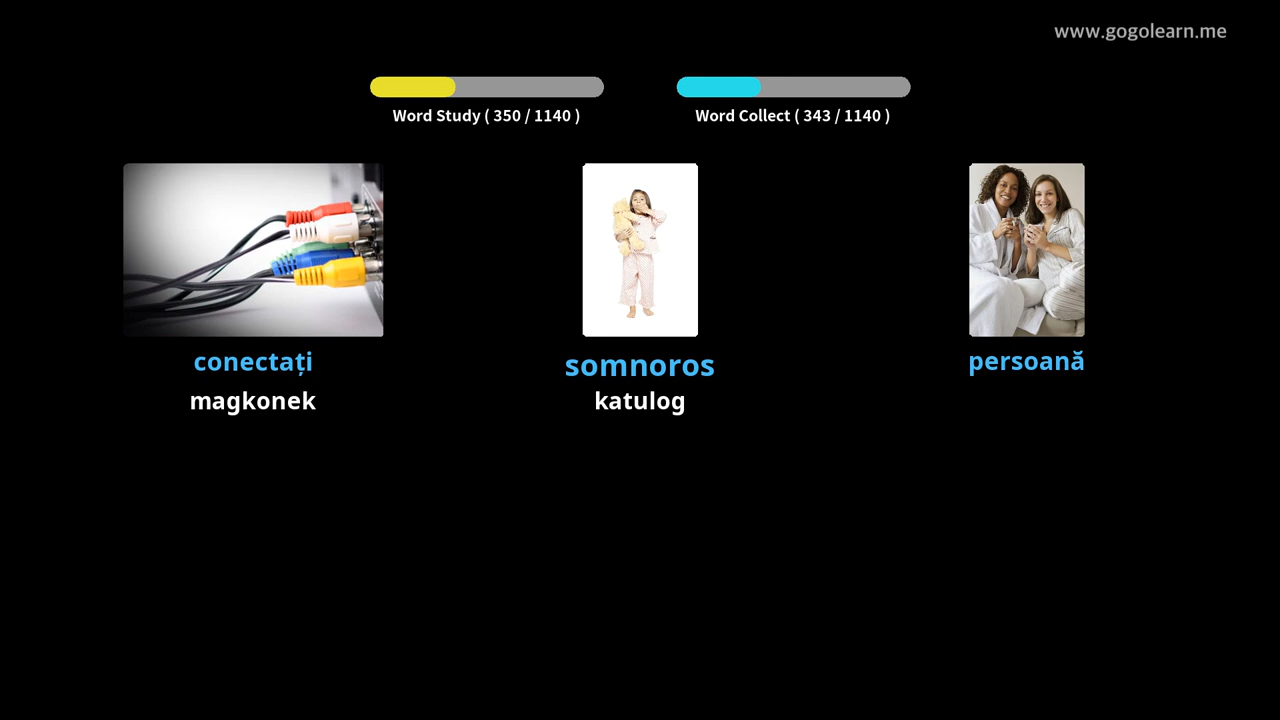 www.gogolearn.me
Word Study ( 350 / 1140 )
Word Collect ( 343 / 1140 )
conectați
magkonek
somnoros
katulog
persoană